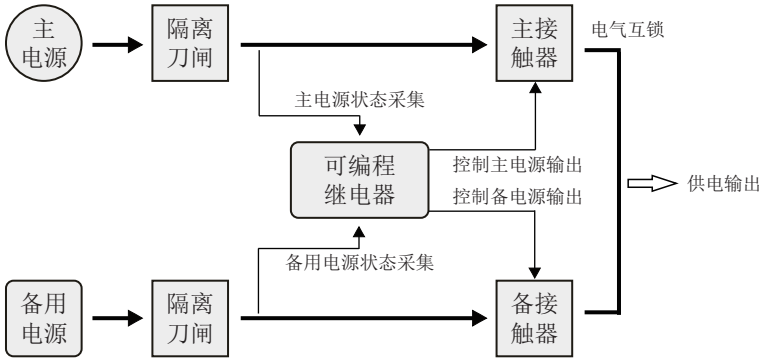 主
电源
隔离
刀闸
主接
触器
电气互锁
主电源状态采集
可编程
继电器
控制主电源输出
控制备电源输出
供电输出
备用电源状态采集
备用
电源
隔离
刀闸
备接
触器